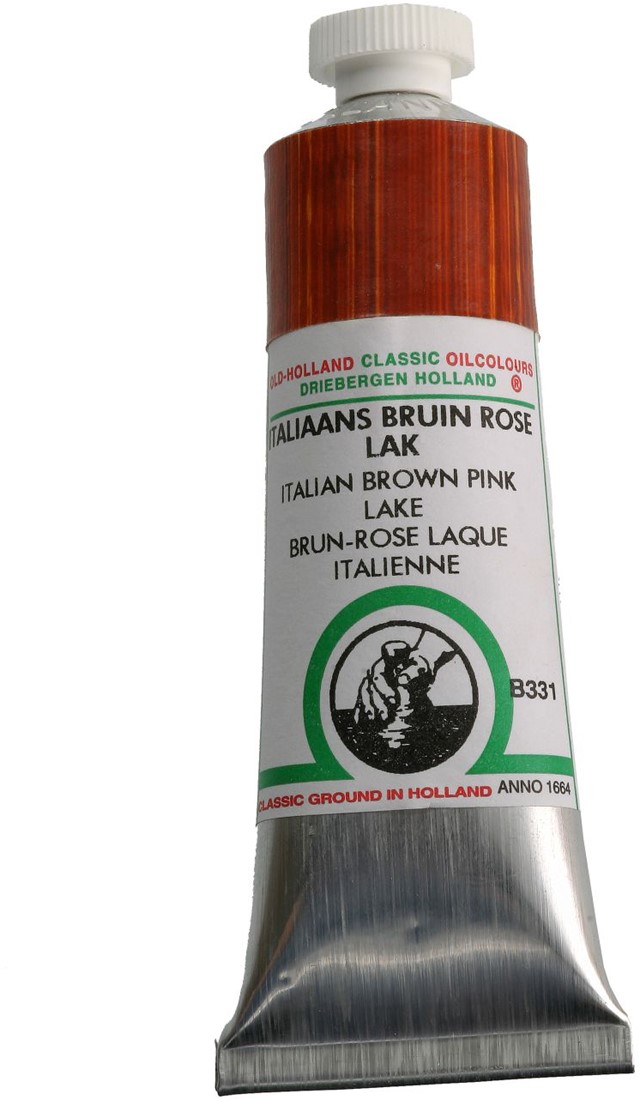 OLD-HOLLAND CLASSIC OILCOLOURS
DRIEBERGEN HOLLAND ®
ITALIAANS BRUIN ROSE
LAK
ITALIAN BROWN PINK
LAKE
BRUN-ROSE LAQUE
ITALIENNE
B331
CLASSIC GROUND IN HOLLAND ANNO 1664